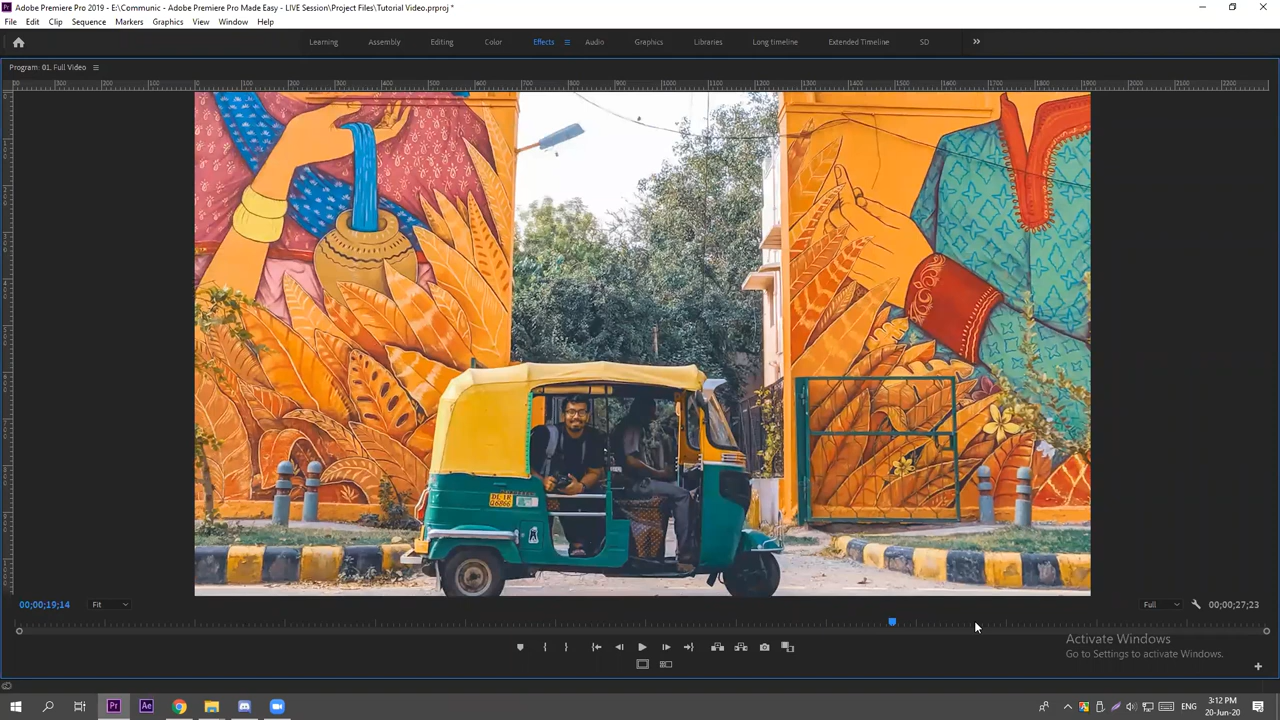 Adobe Premiere Pro 2019 - E:\Communic - Adobe Premiere Pro Made Easy - LIVE Session\Project Files\Tutorial Video.prproj *
File Edit Clip Sequence Markers Graphics View Window Help
Learning Assembly Editing Color Effects Audio Graphics Libraries Long timeline Extended Timeline SD
Program: 01. Full Video
00;00;19;14 Fit Full 00;00;27;23
Activate Windows
Go to Settings to activate Windows.
Pr Ae ENG 3:12 PM
20-Jun-20